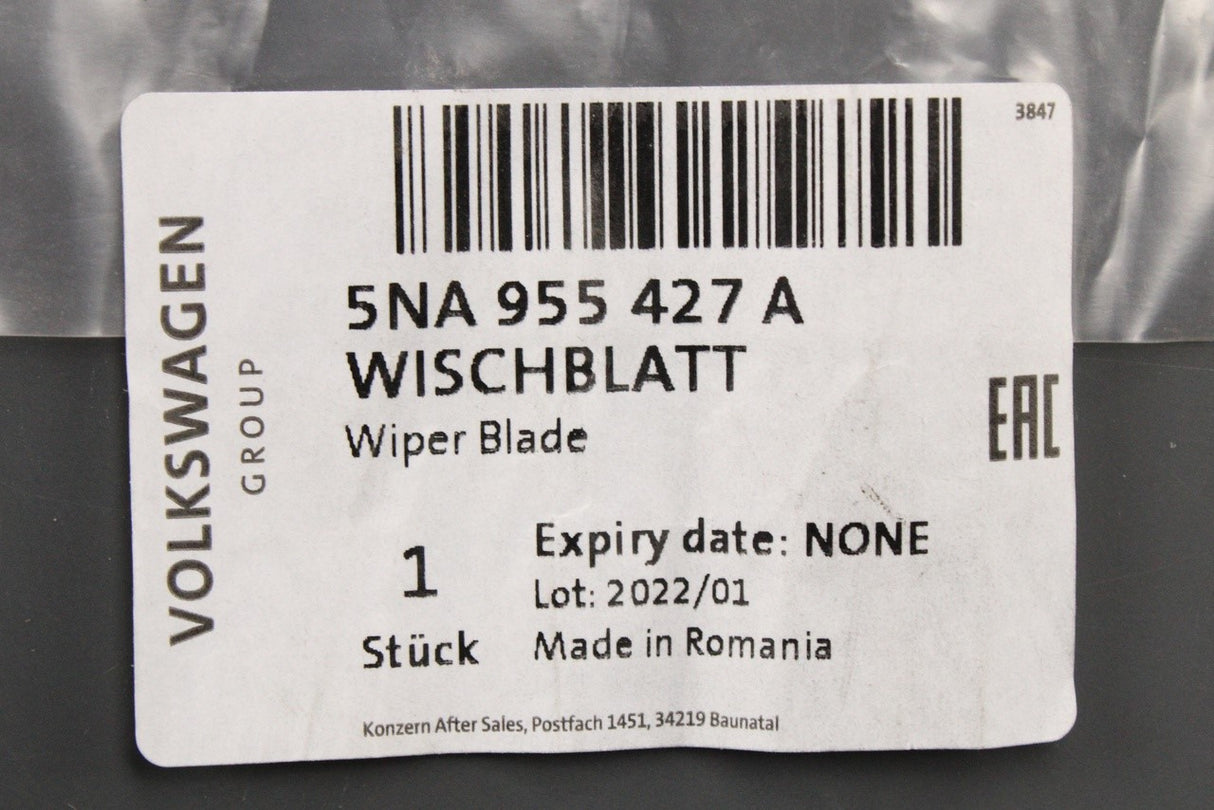 3847
VOLKSWAGEN
GROUP
5NA 955 427 A
WISCHBLATT
Wiper Blade
EAC
1
Stück
Expiry date: NONE
Lot: 2022/01
Made in Romania
Konzern After Sales, Postfach 1451, 34219 Baunatal